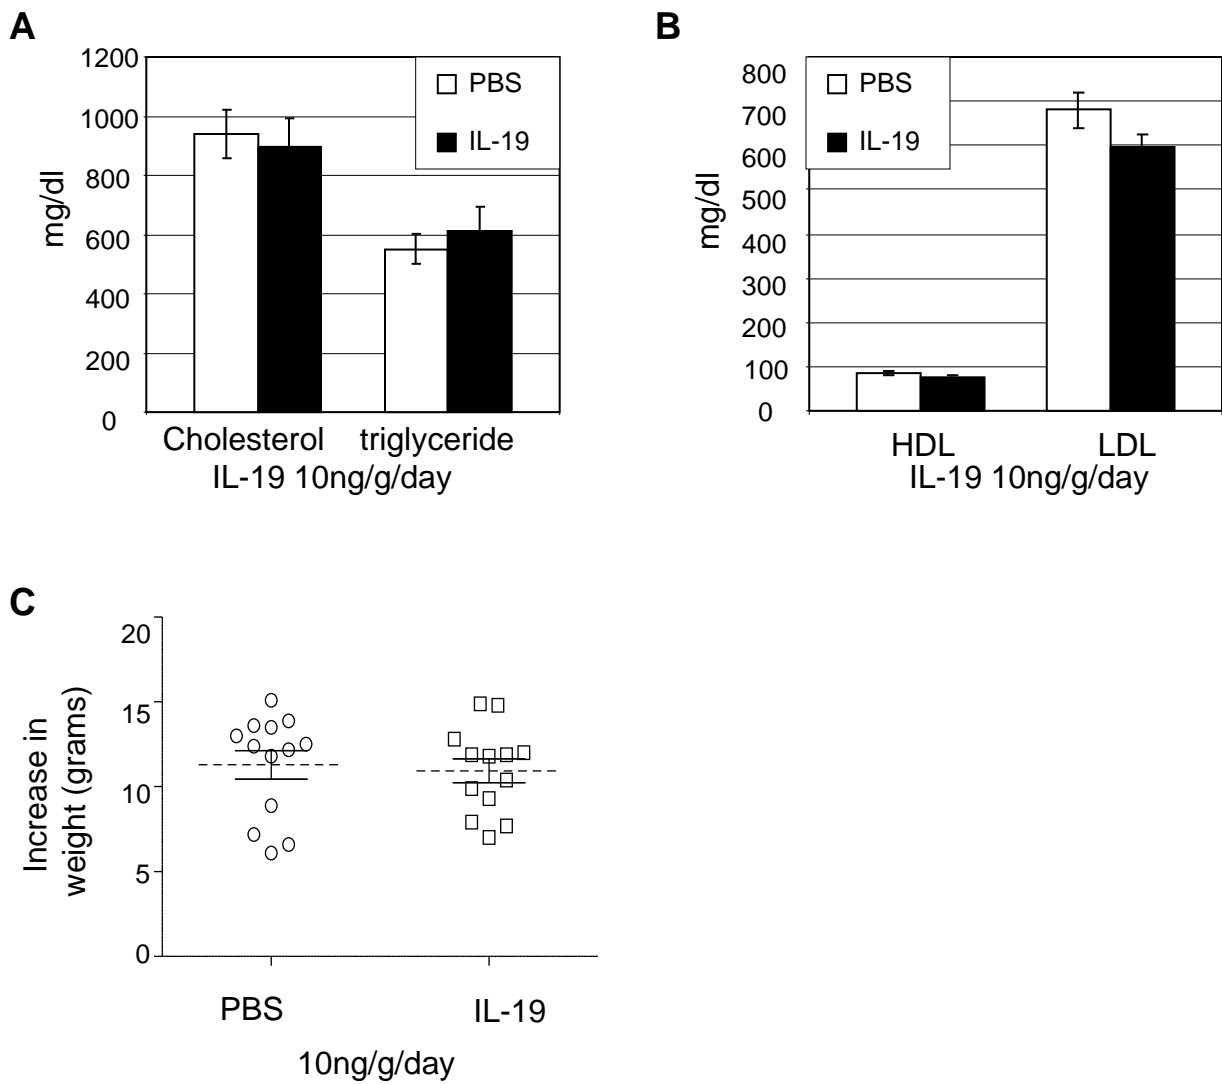 A
1200
1000
800
600
400
200
0
mg/dl
PBS
IL-19
Cholesterol triglyceride
IL-19 10ng/g/day
B
800
700
600
500
400
300
200
100
0
mg/dl
PBS
IL-19
HDL LDL
IL-19 10ng/g/day
C
20
15
10
5
0
Increase in
weight (grams)
PBS IL-19
10ng/g/day